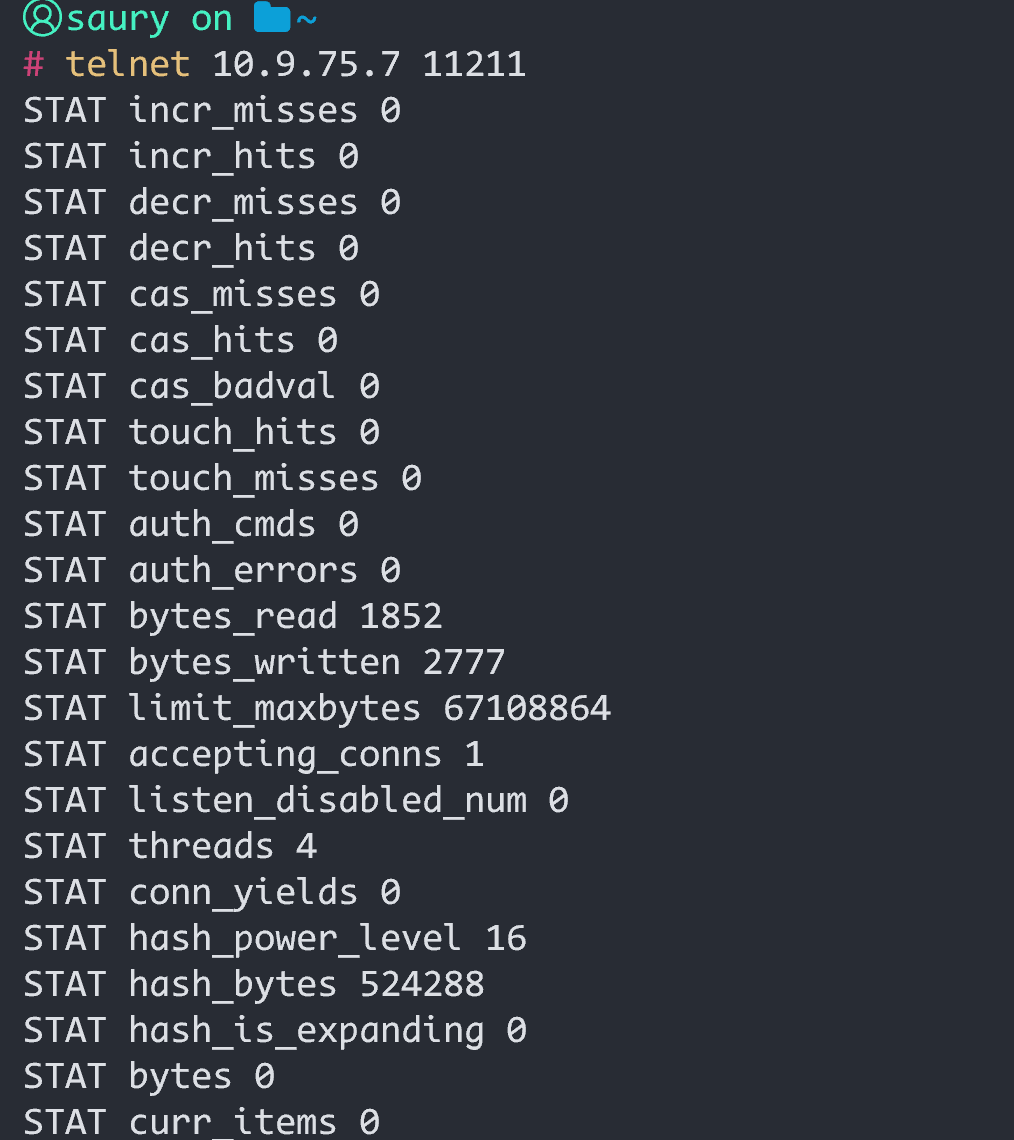 saury on ~
# telnet 10.9.75.7 11211
STAT incr_misses 0
STAT incr_hits 0
STAT decr_misses 0
STAT decr_hits 0
STAT cas_misses 0
STAT cas_hits 0
STAT cas_badval 0
STAT touch_hits 0
STAT touch_misses 0
STAT auth_cmds 0
STAT auth_errors 0
STAT bytes_read 1852
STAT bytes_written 2777
STAT limit_maxbytes 67108864
STAT accepting_conns 1
STAT listen_disabled_num 0
STAT threads 4
STAT conn_yields 0
STAT hash_power_level 16
STAT hash_bytes 524288
STAT hash_is_expanding 0
STAT bytes 0
STAT curr_items 0